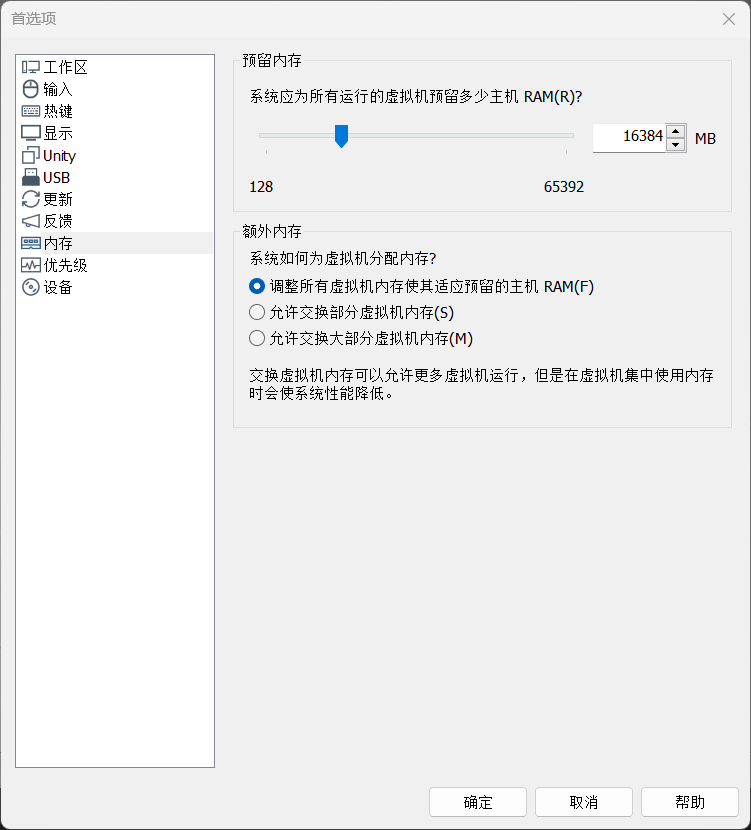 首选项
工作区
输入
热键
显示
Unity
USB
更新
反馈
内存
优先级
设备
预留内存
系统应为所有运行的虚拟机预留多少主机 RAM(R)?
16384 MB
128 65392
额外内存
系统如何为虚拟机分配内存?
调整所有虚拟机内存使其适应预留的主机 RAM(F)
允许交换部分虚拟机内存(S)
允许交换大部分虚拟机内存(M)
交换虚拟机内存可以允许更多虚拟机运行，但是在虚拟机集中使用内存
时会使系统性能降低。
确定 取消 帮助